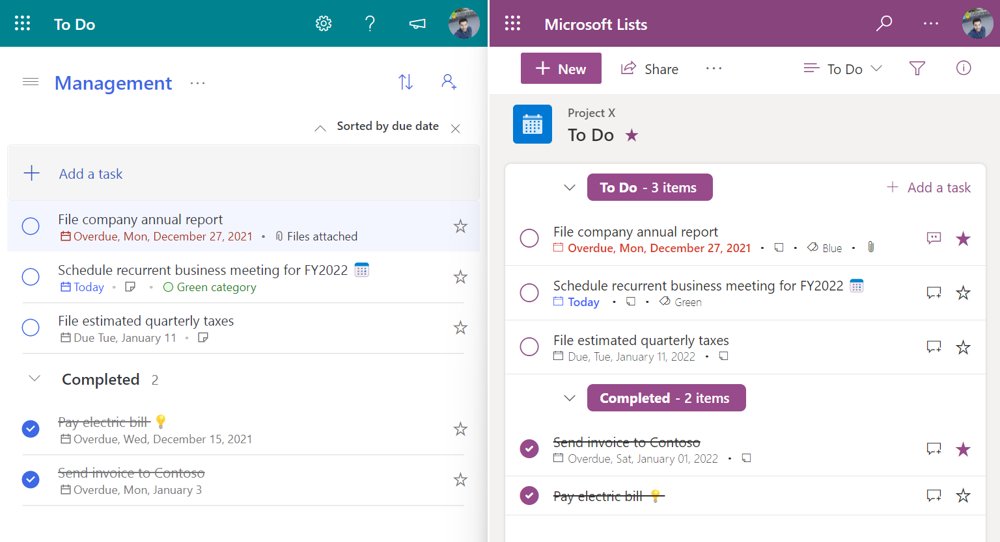 To Do
Management
Sorted by due date
Add a task
File company annual report
Overdue, Mon, December 27, 2021 • Files attached
Schedule recurrent business meeting for FY2022
Today • • Green category
File estimated quarterly taxes
Due Tue, January 11 •
Completed 2
Pay electric bill
Overdue, Wed, December 15, 2021
Send invoice to Contoso
Overdue, Mon, January 3
Microsoft Lists
New Share To Do
Project X
To Do
To Do - 3 items Add a task
File company annual report
Overdue, Mon, December 27, 2021 • • Blue •
Schedule recurrent business meeting for FY2022
Today • • Green
File estimated quarterly taxes
Due, Tue, January 11, 2022 •
Completed - 2 items
Send invoice to Contoso
Overdue, Sat, January 01, 2022 •
Pay electric bill